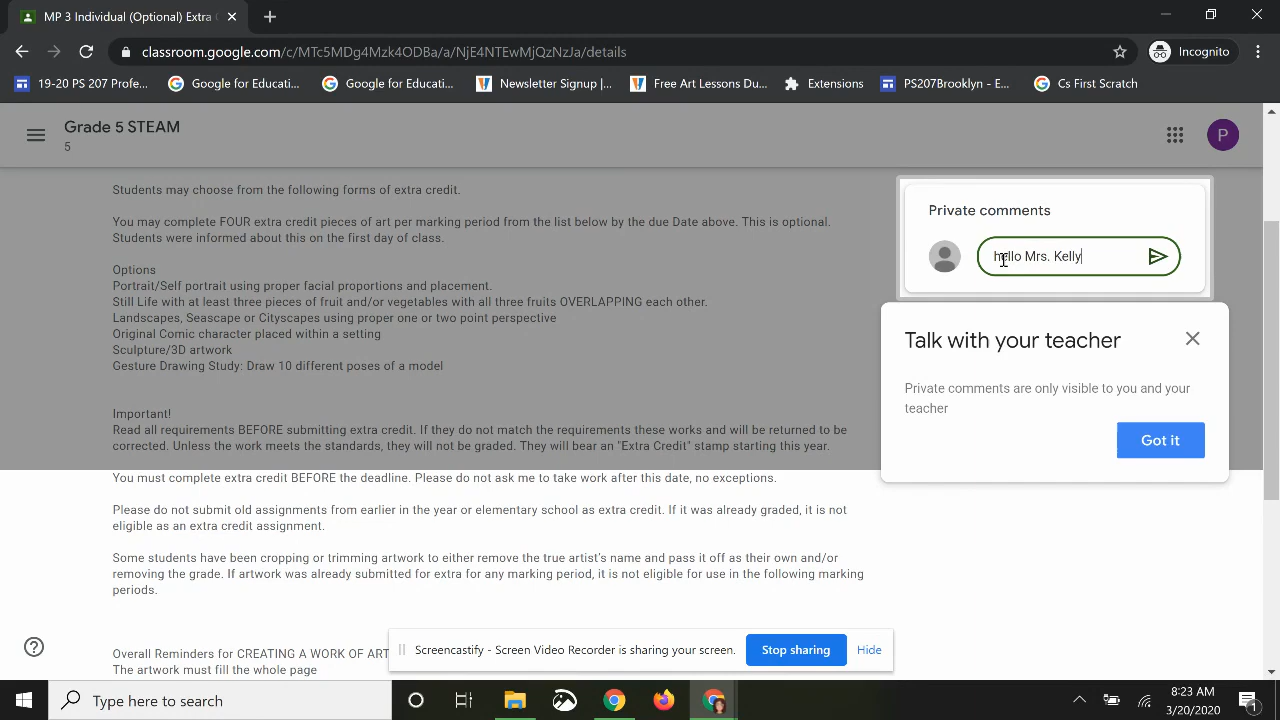 MP 3 Individual (Optional) Extra
classroom.google.com/c/MTc5MDg4Mzk4ODBa/a/NjE4NTEwMjQzNzJa/details
Incognito
19-20 PS 207 Profe...
Google for Educati...
Google for Educati...
Newsletter Signup |...
Free Art Lessons Du...
Extensions
PS207Brooklyn - E...
Cs First Scratch
Grade 5 STEAM
5
P
Students may choose from the following forms of extra credit.
You may complete FOUR extra credit pieces of art per marking period from the list below by the due Date above. This is optional.
Students were informed about this on the first day of class.
Options
Portrait/Self portrait using proper facial proportions and placement.
Still Life with at least three pieces of fruit and/or vegetables with all three fruits OVERLAPPING each other.
Landscapes, Seascape or Cityscapes using proper one or two point perspective
Original Comic character placed within a setting
Sculpture/3D artwork
Gesture Drawing Study: Draw 10 different poses of a model
Important!
Read all requirements BEFORE submitting extra credit. If they do not match the requirements these works and will be returned to be
corrected. Unless the work meets the standards, they will not be graded. They will bear an "Extra Credit" stamp starting this year.
You must complete extra credit BEFORE the deadline. Please do not ask me to take work after this date, no exceptions.
Please do not submit old assignments from earlier in the year or elementary school as extra credit. If it was already graded, it is not
eligible as an extra credit assignment.
Some students have been cropping or trimming artwork to either remove the true artist's name and pass it off as their own and/or
removing the grade. If artwork was already submitted for extra for any marking period, it is not eligible for use in the following marking
periods.
Overall Reminders for CREATING A WORK OF ART
The artwork must fill the whole page
Private comments
hello Mrs. Kelly
Talk with your teacher
Private comments are only visible to you and your
teacher
Got it
Screencastify - Screen Video Recorder is sharing your screen.
Stop sharing
Hide
Type here to search
8:23 AM
3/20/2020
1